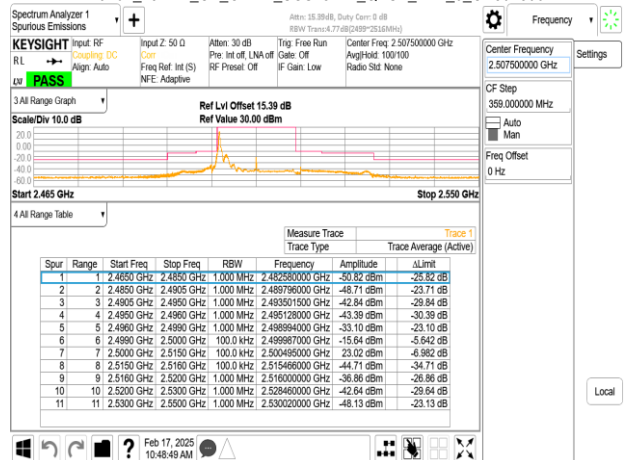 Spectrum Analyzer 1
Spurious Emissions
Attn: 15.39dB, Duty Corr: 0 dB
RBW Trans:4.77dB(2499~2516MHz)
Frequency
KEYSIGHT
RL
LXI PASS
Input: RF
Coupling: DC
Align: Auto
Input Z: 50 Ω
Corr
Freq Ref: Int (S)
NFE: Adaptive
Atten: 30 dB
Pre: Int off, LNA off
RF Presel: Off
Trig: Free Run
Gate: Off
IF Gain: Low
Center Freq: 2.507500000 GHz
Avg|Hold: 100/100
Radio Std: None
Center Frequency
2.507500000 GHz
Settings
CF Step
359.000000 MHz
Auto
Man
Freq Offset
0 Hz
3 All Range Graph
Scale/Div 10.0 dB
Ref Lvl Offset 15.39 dB
Ref Value 30.00 dBm
20.0
0.00
-20.0
-40.0
-60.0
Start 2.465 GHz
Stop 2.550 GHz
4 All Range Table
Measure Trace Trace 1
Trace Type Trace Average (Active)
Spur Range Start Freq Stop Freq RBW Frequency Amplitude ΔLimit
1 1 2.4650 GHz 2.4850 GHz 1.000 MHz 2.482580000 GHz -50.82 dBm -25.82 dB
2 2 2.4850 GHz 2.4905 GHz 1.000 MHz 2.489796000 GHz -48.71 dBm -23.71 dB
3 3 2.4905 GHz 2.4950 GHz 1.000 MHz 2.493501500 GHz -42.84 dBm -29.84 dB
4 4 2.4950 GHz 2.4960 GHz 1.000 MHz 2.495128000 GHz -43.39 dBm -30.39 dB
5 5 2.4960 GHz 2.4990 GHz 1.000 MHz 2.498994000 GHz -33.10 dBm -23.10 dB
6 6 2.4990 GHz 2.5000 GHz 100.0 kHz 2.499987000 GHz -15.64 dBm -5.642 dB
7 7 2.5000 GHz 2.5150 GHz 100.0 kHz 2.500495000 GHz 23.02 dBm -6.982 dB
8 8 2.5150 GHz 2.5160 GHz 100.0 kHz 2.515466000 GHz -44.71 dBm -34.71 dB
9 9 2.5160 GHz 2.5200 GHz 1.000 MHz 2.516000000 GHz -36.86 dBm -26.86 dB
10 10 2.5200 GHz 2.5300 GHz 1.000 MHz 2.528460000 GHz -42.64 dBm -29.64 dB
11 11 2.5300 GHz 2.5500 GHz 1.000 MHz 2.530020000 GHz -48.13 dBm -23.13 dB
Local
?
Feb 17, 2025
10:48:49 AM